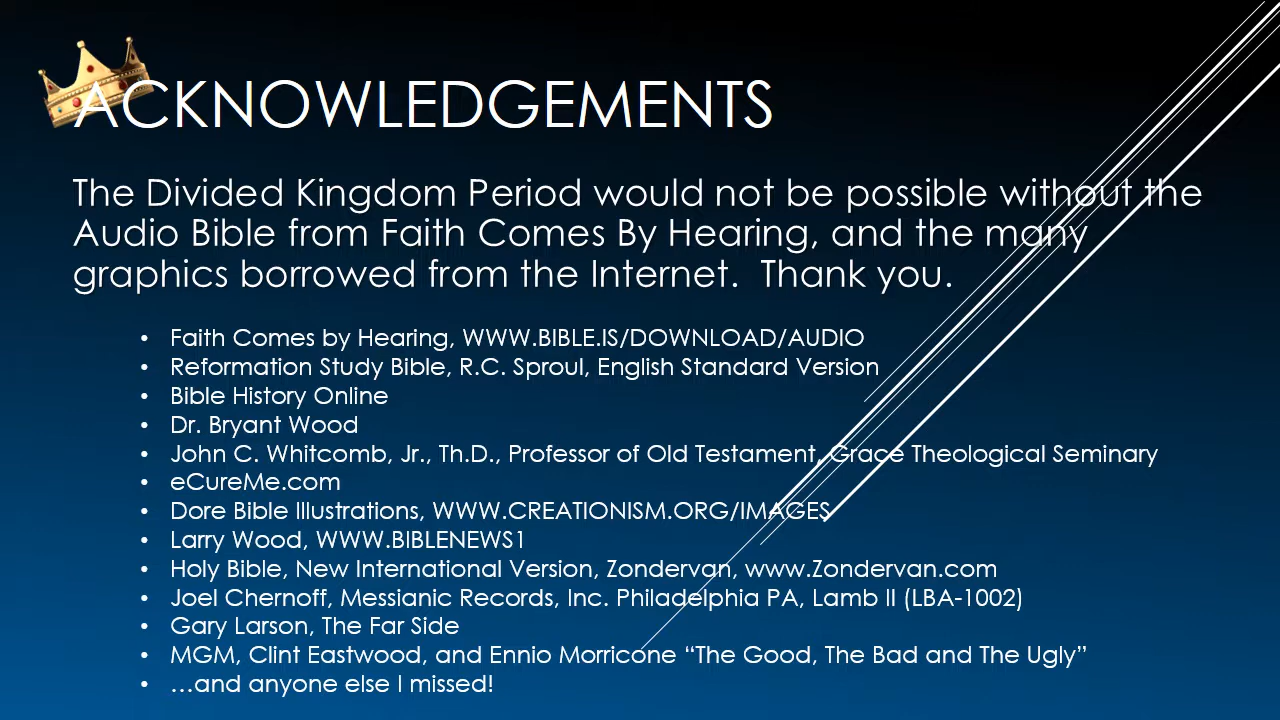 ACKNOWLEDGEMENTS
The Divided Kingdom Period would not be possible without the
Audio Bible from Faith Comes By Hearing, and the many
graphics borrowed from the Internet.  Thank you.
• Faith Comes by Hearing, WWW.BIBLE.IS/DOWNLOAD/AUDIO
• Reformation Study Bible, R.C. Sproul, English Standard Version
• Bible History Online
• Dr. Bryant Wood
• John C. Whitcomb, Jr., Th.D., Professor of Old Testament, Grace Theological Seminary
• eCureMe.com
• Dore Bible Illustrations, WWW.CREATIONISM.ORG/IMAGES
• Larry Wood, WWW.BIBLENEWS1
• Holy Bible, New International Version, Zondervan, www.Zondervan.com
• Joel Chernoff, Messianic Records, Inc. Philadelphia PA, Lamb II (LBA-1002)
• Gary Larson, The Far Side
• MGM, Clint Eastwood, and Ennio Morricone “The Good, The Bad and The Ugly”
• …and anyone else I missed!